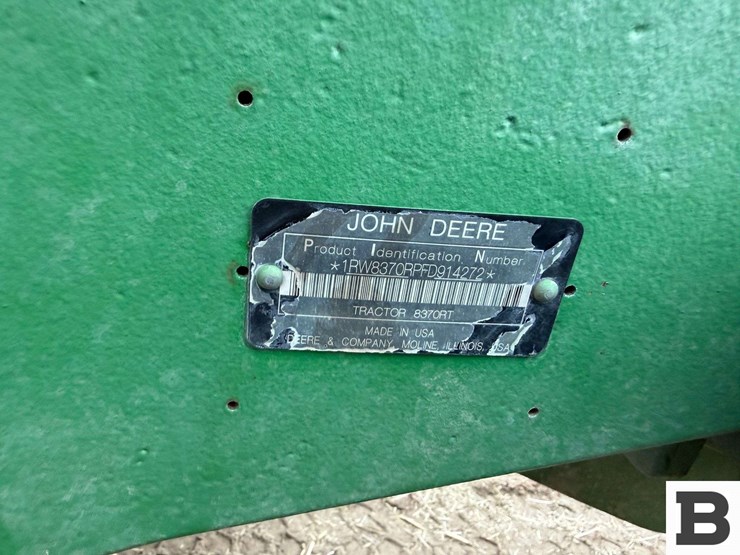 JOHN DEERE
Product Identification Number
*1RW8370RPFD914272*
TRACTOR 8370RT
MADE IN USA
DEERE & COMPANY, MOLINE, ILLINOIS, USA
B